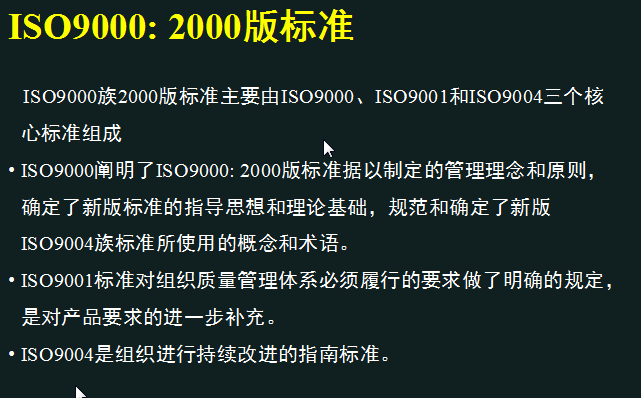 ISO9000: 2000版标准
ISO9000族2000版标准主要由ISO9000、ISO9001和ISO9004三个核
心标准组成
• ISO9000阐明了ISO9000: 2000版标准据以制定的管理理念和原则，
确定了新版标准的指导思想和理论基础，规范和确定了新版
ISO9004族标准所使用的概念和术语。
• ISO9001标准对组织质量管理体系必须履行的要求做了明确的规定，
是对产品要求的进一步补充。
• ISO9004是组织进行持续改进的指南标准。